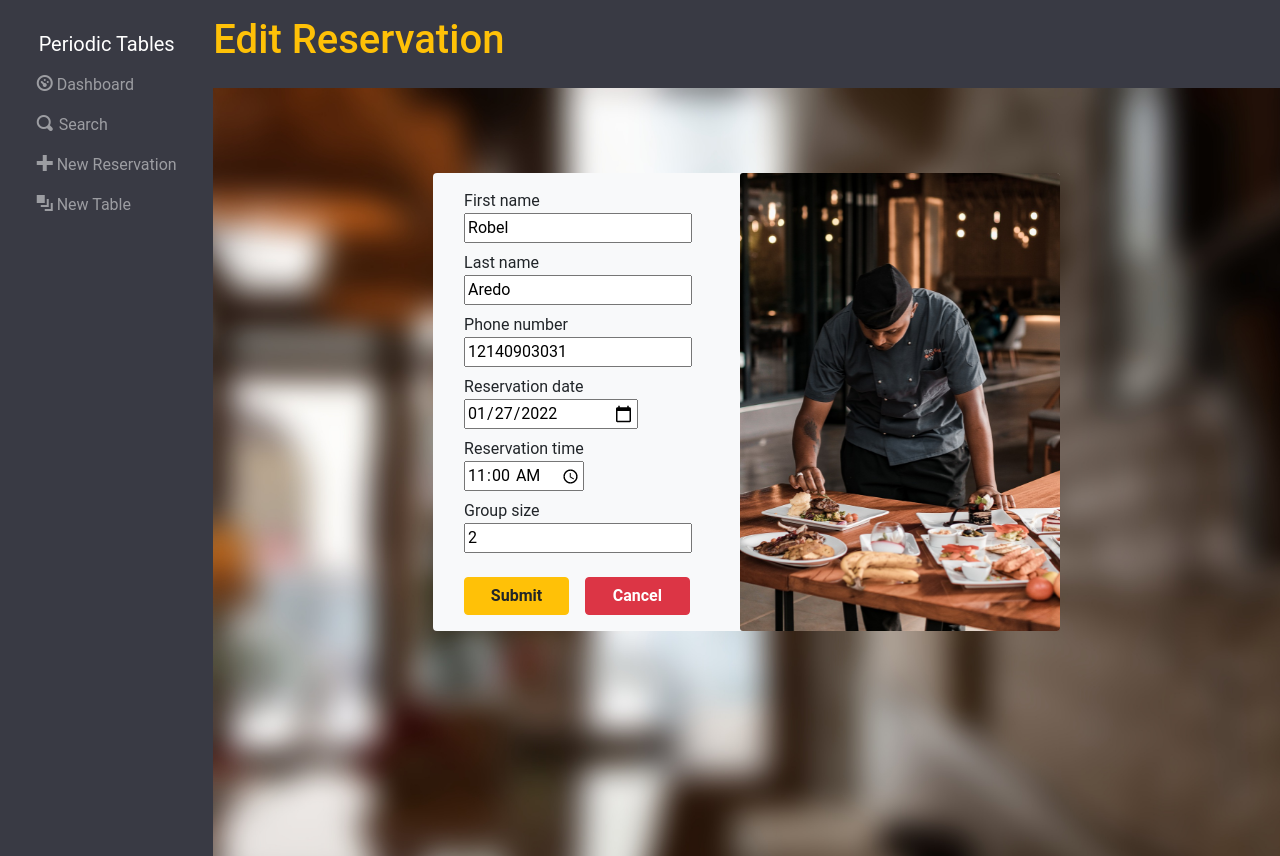 Periodic Tables
Dashboard
Search
New Reservation
New Table
Edit Reservation
First name
Robel
Last name
Aredo
Phone number
12140903031
Reservation date
01/27/2022
Reservation time
11:00 AM
Group size
2
Submit Cancel